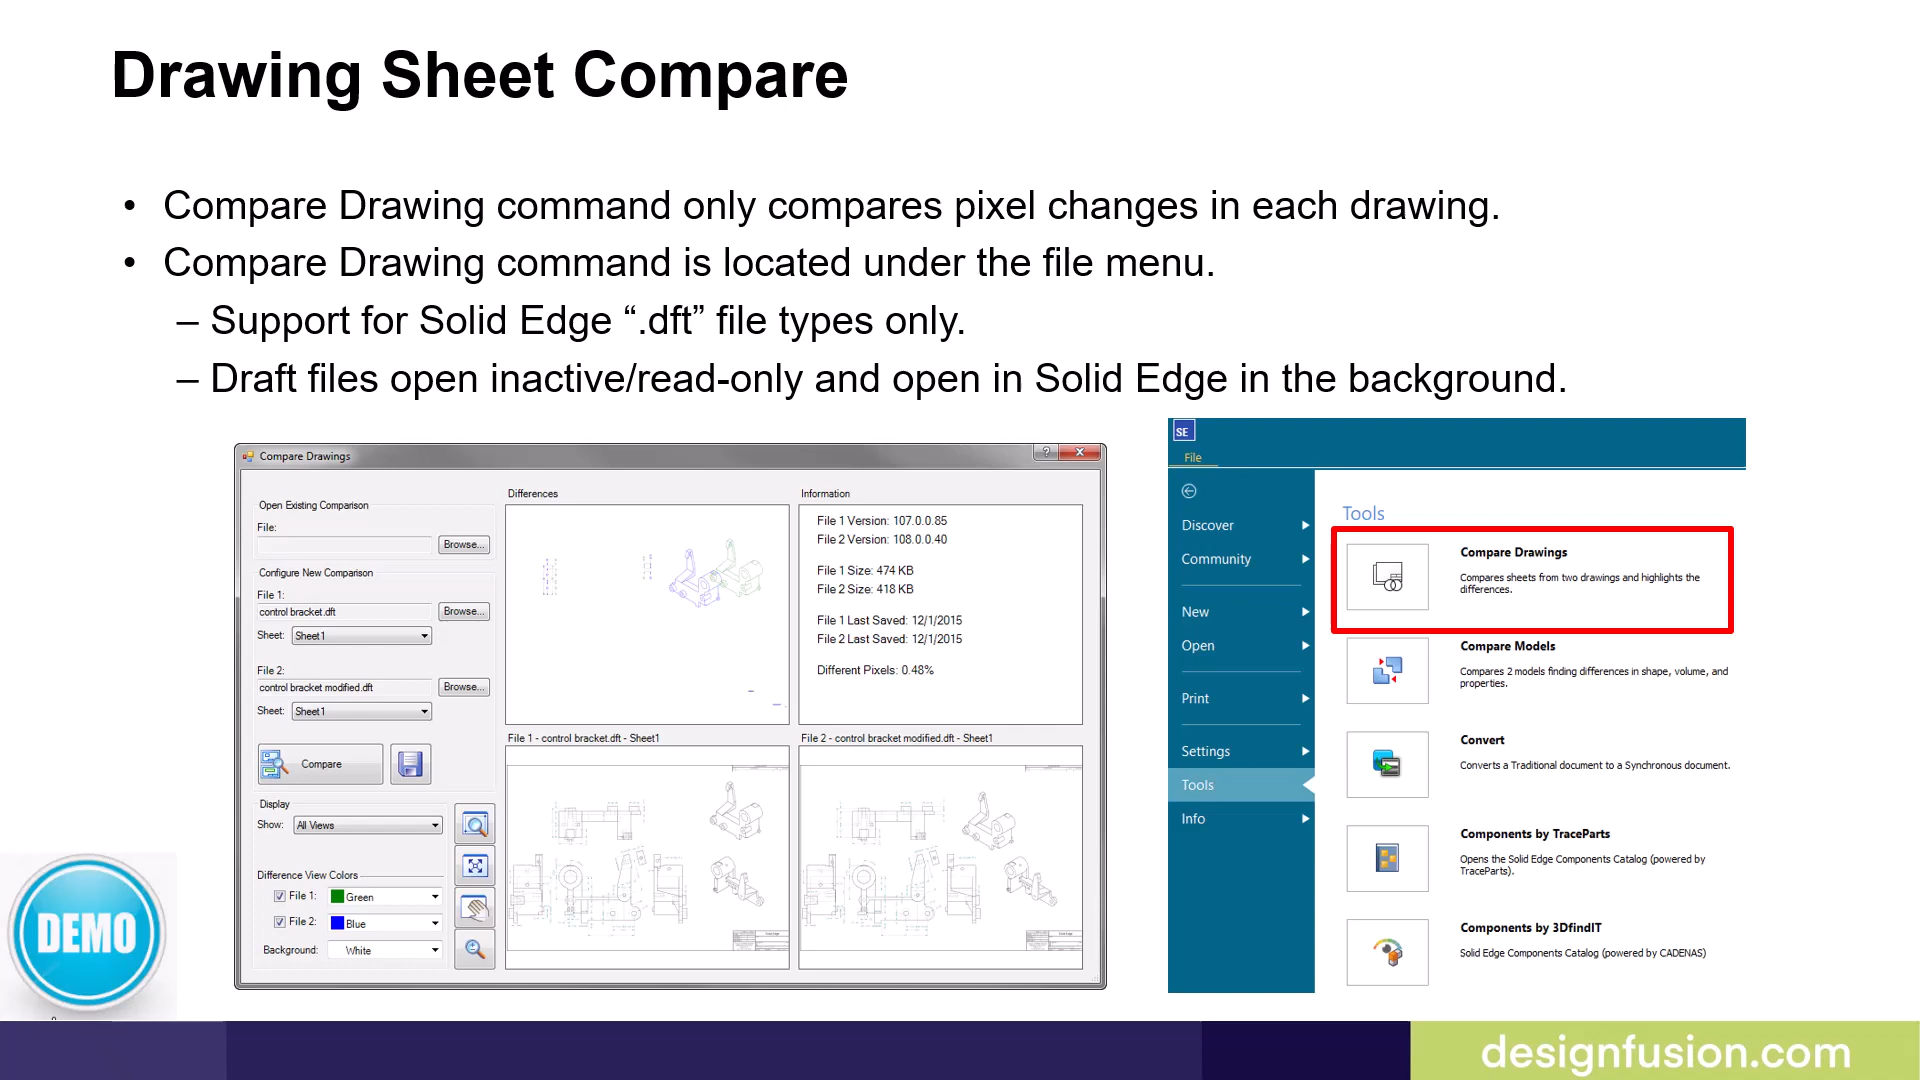 Drawing Sheet Compare
• Compare Drawing command only compares pixel changes in each drawing.
• Compare Drawing command is located under the file menu.
– Support for Solid Edge “.dft” file types only.
– Draft files open inactive/read-only and open in Solid Edge in the background.
Compare Drawings
?
Open Existing Comparison
File:
Browse...
Configure New Comparison
File 1:
control bracket.dft
Browse...
Sheet: Sheet1
File 2:
control bracket modified.dft
Browse...
Sheet: Sheet1
Compare
Display
Show: All Views
Difference View Colors
File 1: Green
File 2: Blue
Background: White
Differences
Information
File 1 Version: 107.0.0.85
File 2 Version: 108.0.0.40
File 1 Size: 474 KB
File 2 Size: 418 KB
File 1 Last Saved: 12/1/2015
File 2 Last Saved: 12/1/2015
Different Pixels: 0.48%
File 1 - control bracket.dft - Sheet1
File 2 - control bracket modified.dft - Sheet1
SE
File
Discover
Community
New
Open
Print
Settings
Tools
Info
Tools
Compare Drawings
Compares sheets from two drawings and highlights the
differences.
Compare Models
Compares 2 models finding differences in shape, volume, and
properties.
Convert
Converts a Traditional document to a Synchronous document.
Components by TraceParts
Opens the Solid Edge Components Catalog (powered by
TraceParts).
Components by 3DfindIT
Solid Edge Components Catalog (powered by CADENAS)
DEMO
designfusion.com